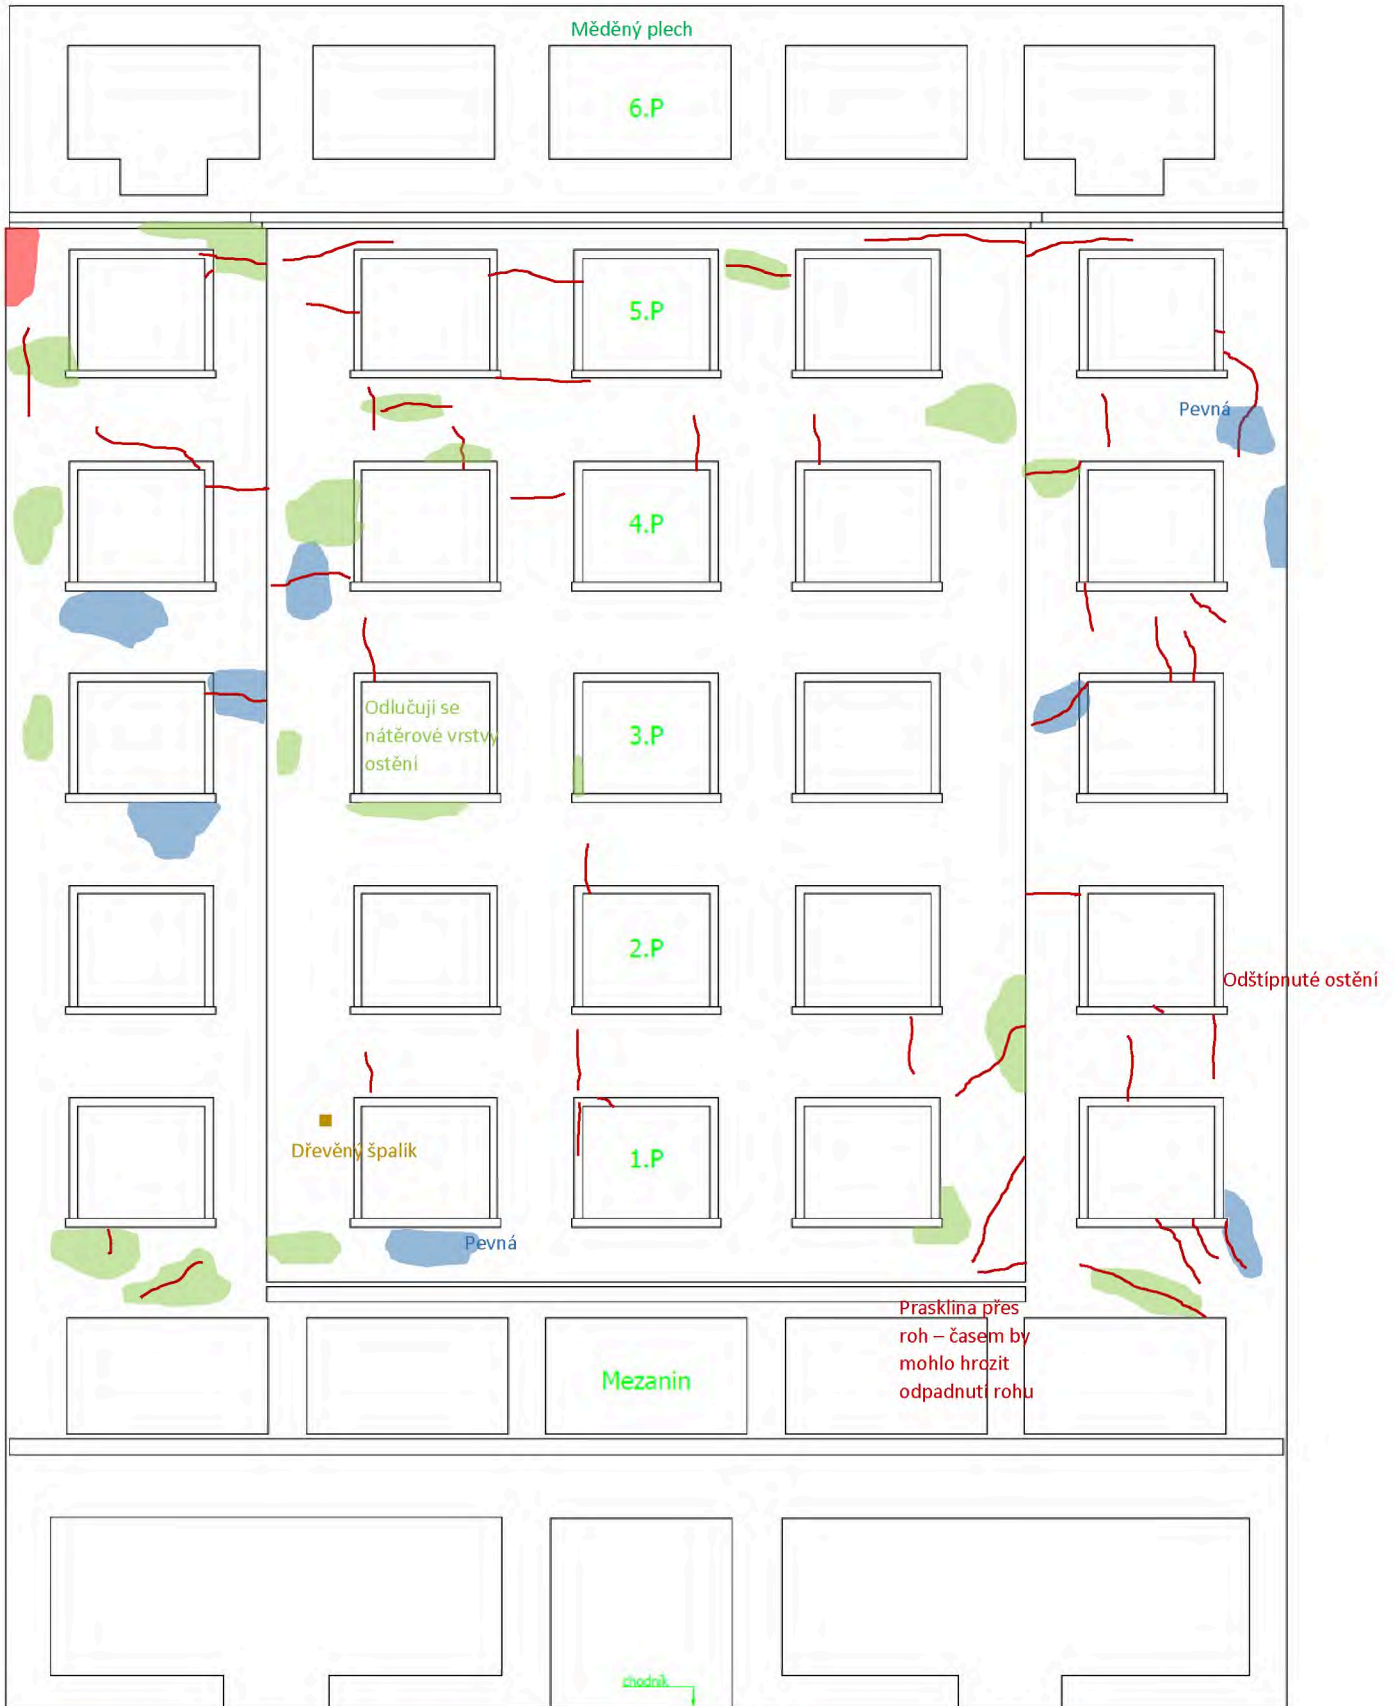 Měděný plech
6.P
5.P
Pevná
4.P
Odlučují se
nátěrové vrstvy
ostění
3.P
2.P
Odštípnuté ostění
Dřevěný špalík
1.P
Pevná
Prasklina přes
roh – časem by
mohlo hrozit
odpadnutí rohu
Mezanin
chodník